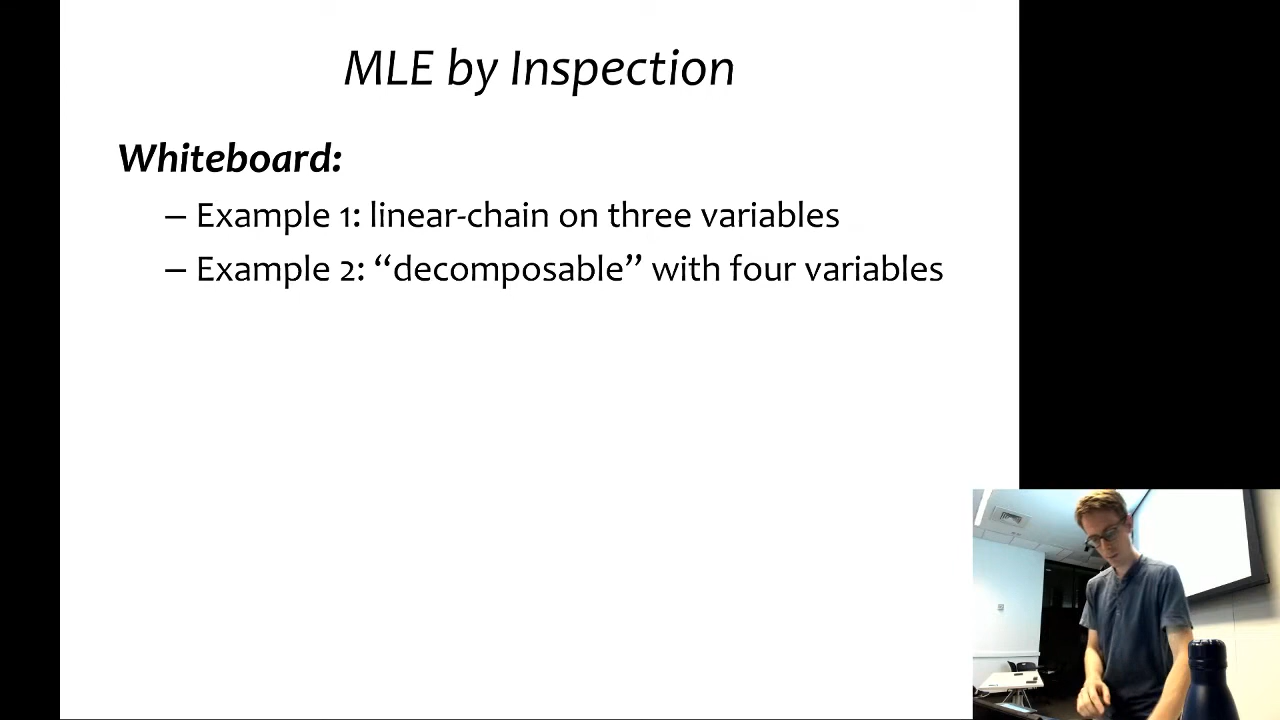 MLE by Inspection
Whiteboard:
– Example 1: linear-chain on three variables
– Example 2: “decomposable” with four variables